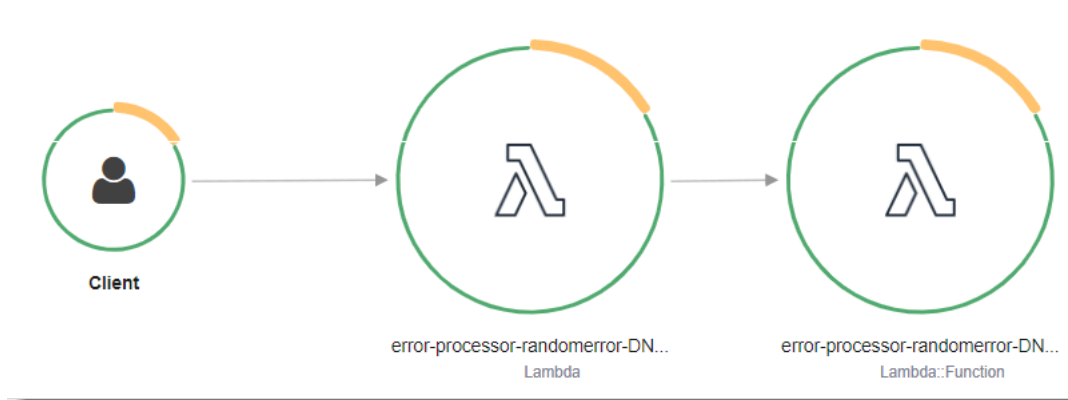 Client
error-processor-randomerror-DN...
Lambda
error-processor-randomerror-DN...
Lambda::Function